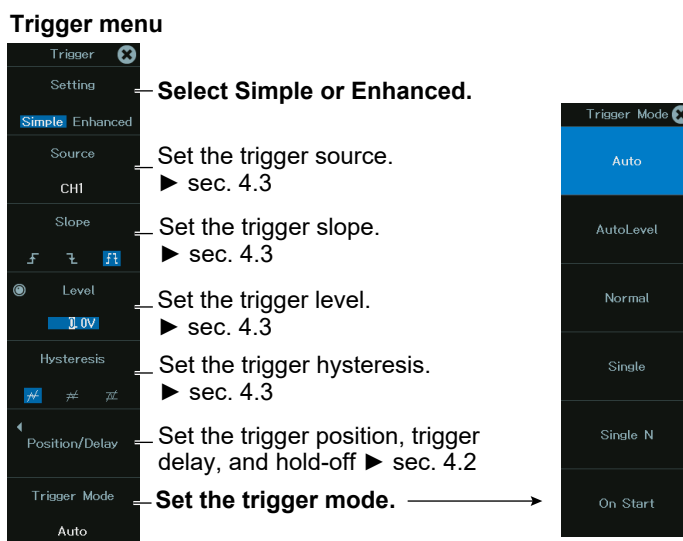 Trigger menu
Trigger
Setting
Simple Enhanced
Select Simple or Enhanced.
Source
CH1
Set the trigger source.
► sec. 4.3
Slope
Set the trigger slope.
► sec. 4.3
Level
0.0V
Set the trigger level.
► sec. 4.3
Hysteresis
Set the trigger hysteresis.
► sec. 4.3
Position/Delay
Set the trigger position, trigger
delay, and hold-off ► sec. 4.2
Trigger Mode
Auto
Set the trigger mode.
Trigger Mode
Auto
AutoLevel
Normal
Single
Single N
On Start